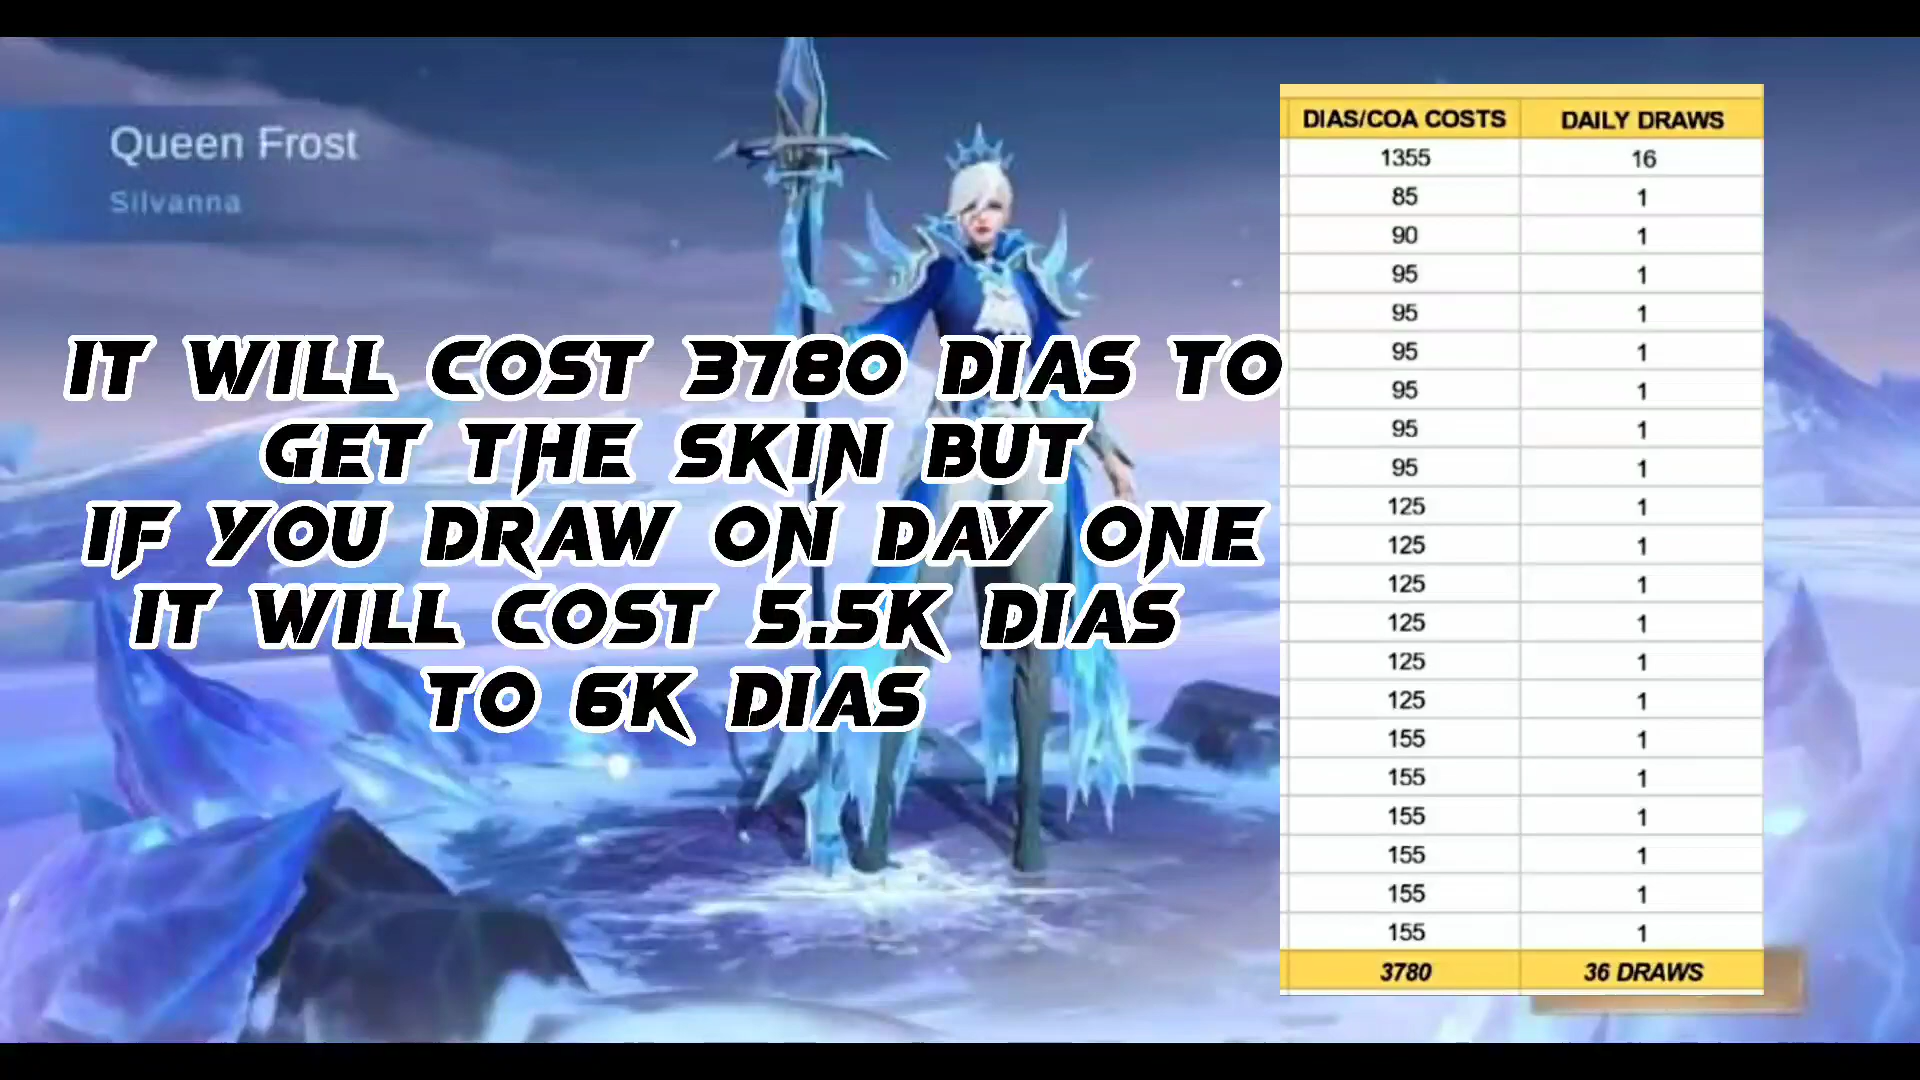 Queen Frost
Silvanna
IT WILL COST 3780 DIAS TO
GET THE SKIN BUT
IF YOU DRAW ON DAY ONE
IT WILL COST 5.5K DIAS
TO 6K DIAS
DIAS/COA COSTS DAILY DRAWS
1355 16
85 1
90 1
95 1
95 1
95 1
95 1
95 1
95 1
125 1
125 1
125 1
125 1
125 1
125 1
155 1
155 1
155 1
155 1
155 1
155 1
3780 36 DRAWS